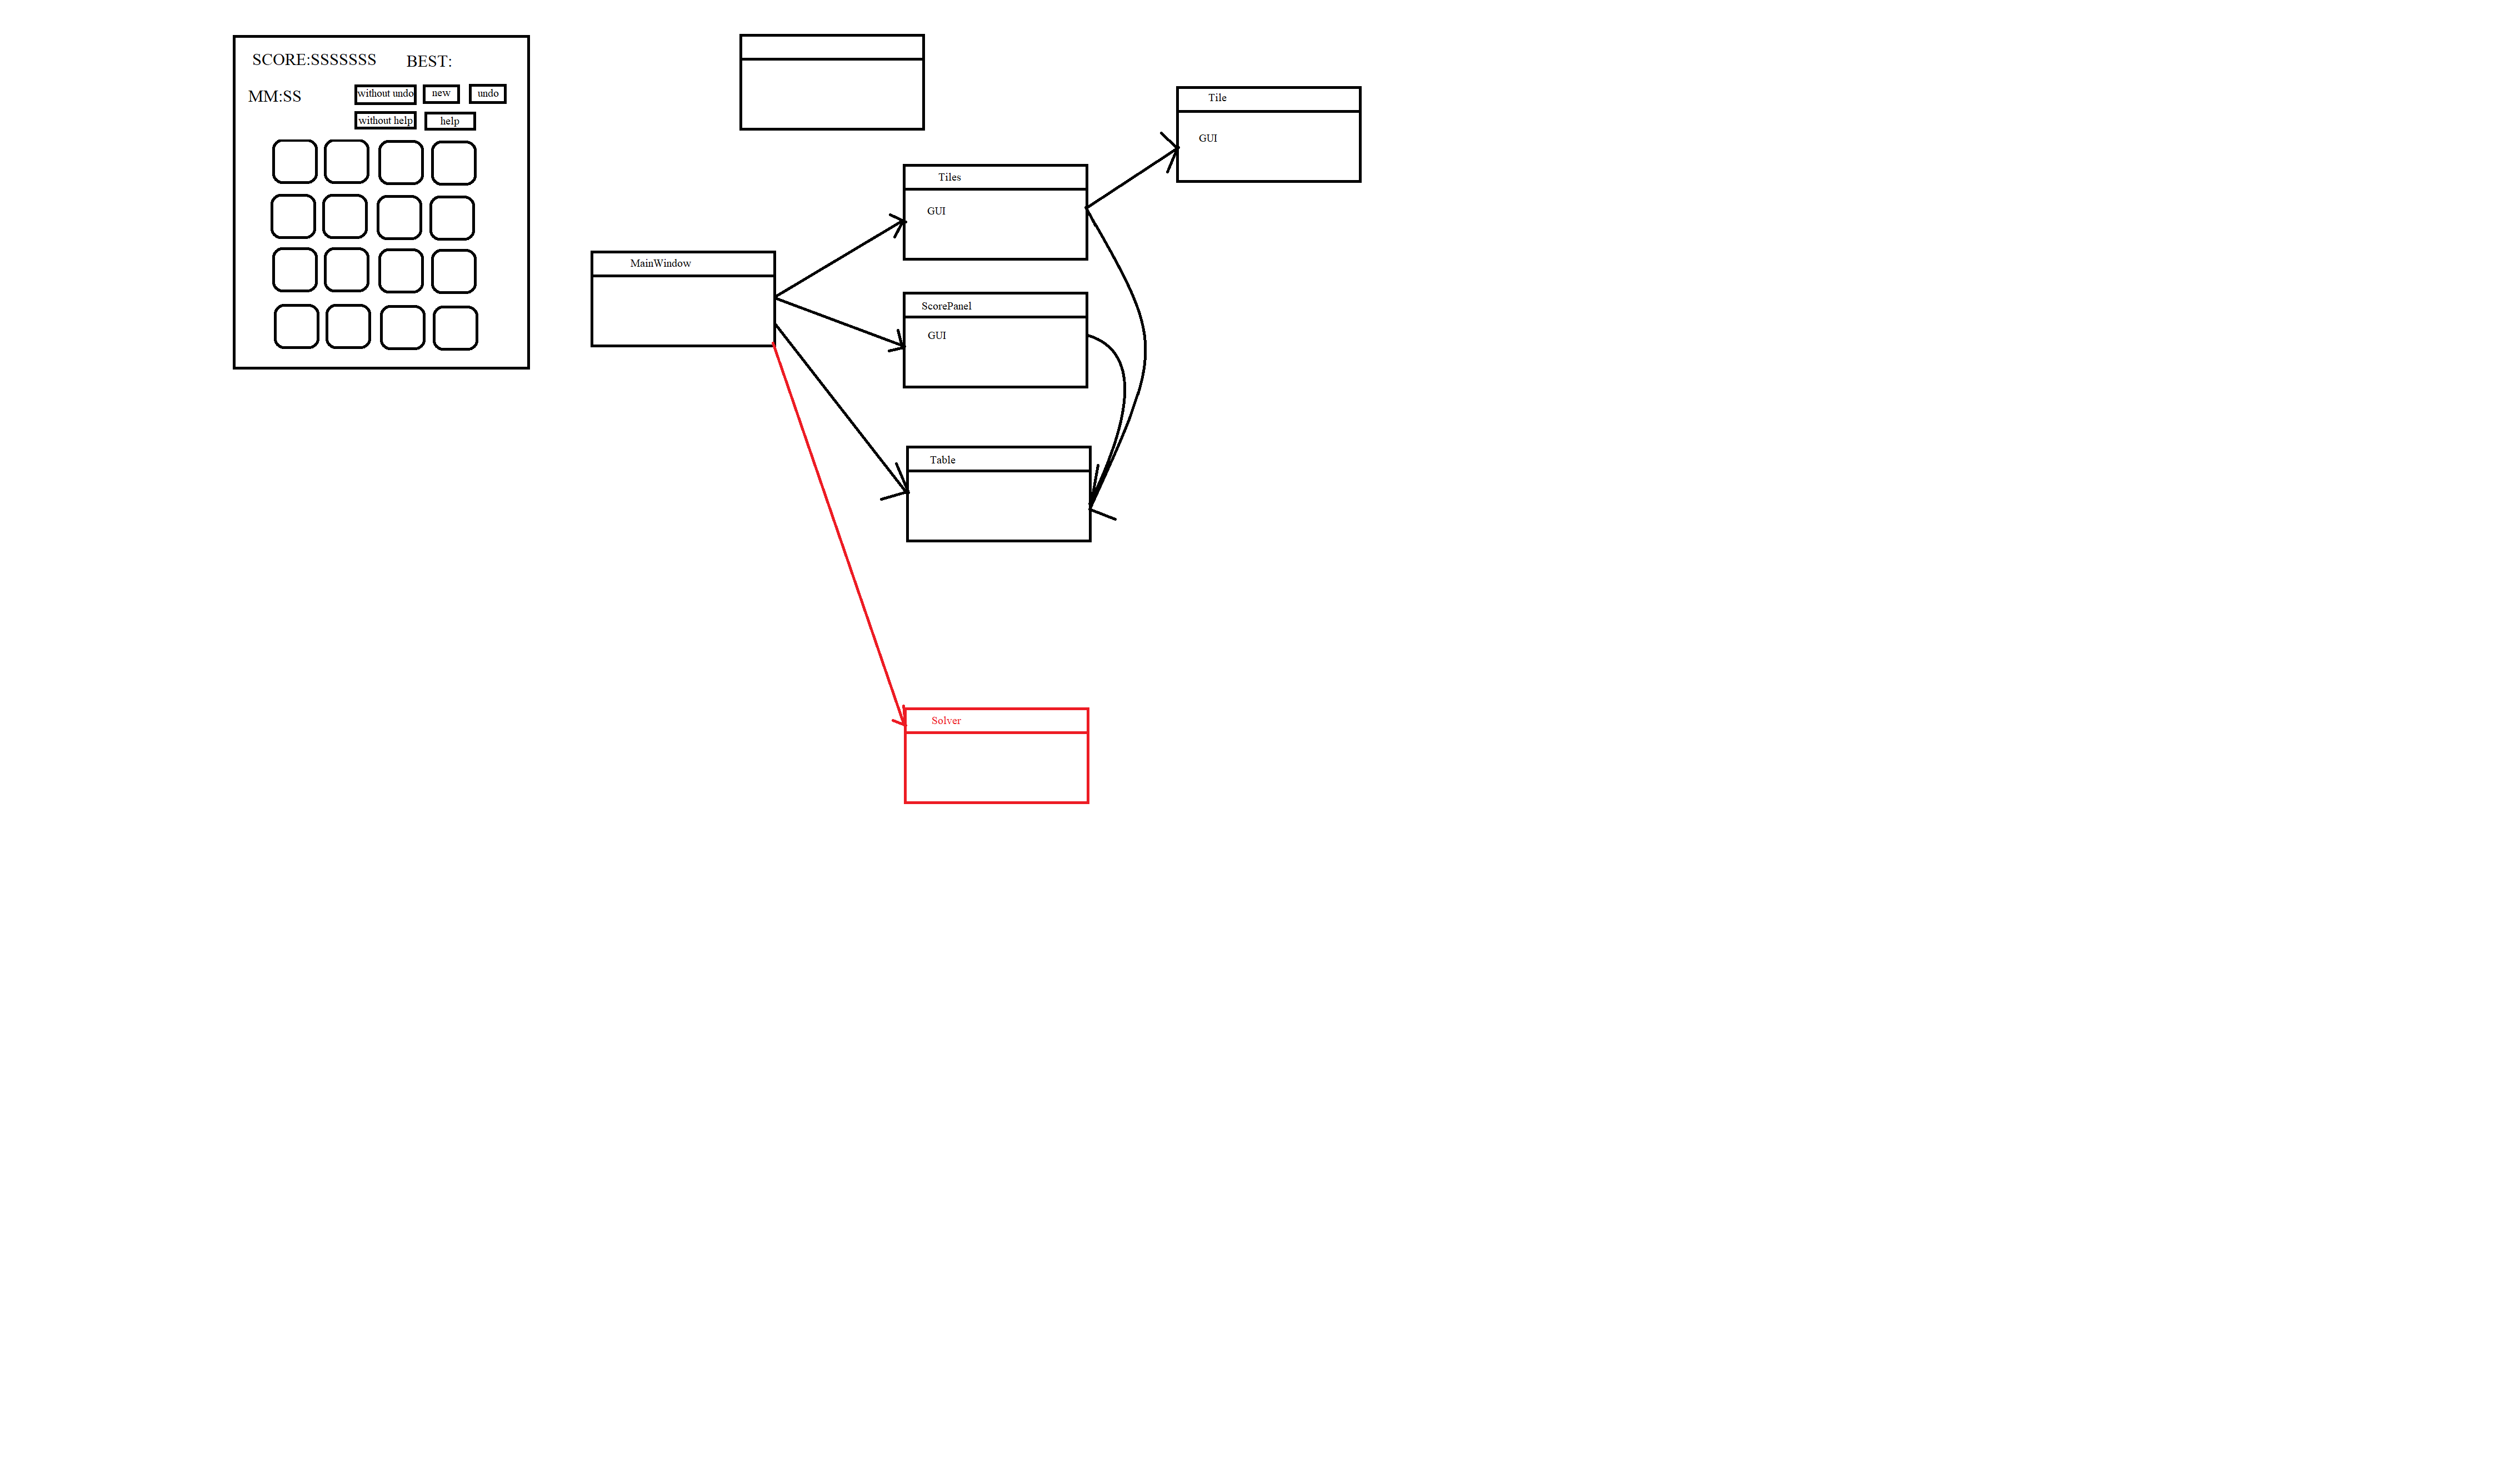 SCORE:SSSSSSS
BEST:
MM:SS
without undo
new
undo
without help
help
Tile
GUI
Tiles
GUI
MainWindow
ScorePanel
GUI
Table
Solver